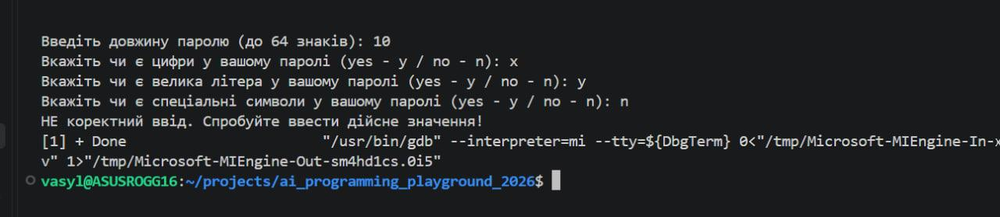 Введіть довжину паролю (до 64 знаків): 10
Вкажіть чи є цифри у вашому паролі (yes - y / no - n): x
Вкажіть чи є велика літера у вашому паролі (yes - y / no - n): y
Вкажіть чи є спеціальні символи у вашому паролі (yes - y / no - n): n
НЕ коректний ввід. Спробуйте ввести дійсне значення!
[1] + Done                       "/usr/bin/gdb" --interpreter=mi --tty=${DbgTerm} 0<"/tmp/Microsoft-MIEngine-In-x
v" 1>"/tmp/Microsoft-MIEngine-Out-sm4hd1cs.0i5"
vasyl@ASUSROGG16:~/projects/ai_programming_playground_2026$